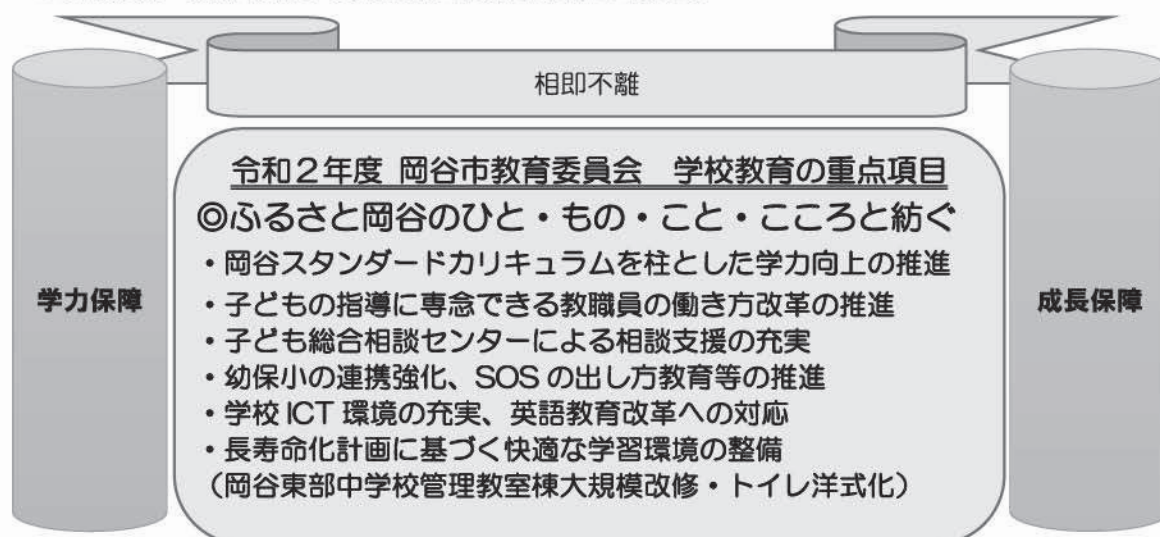 相即不離
令和２年度 岡谷市教育委員会　学校教育の重点項目
◎ふるさと岡谷のひと・もの・こと・こころと紡ぐ
・岡谷スタンダードカリキュラムを柱とした学力向上の推進
・子どもの指導に専念できる教職員の働き方改革の推進
・子ども総合相談センターによる相談支援の充実
・幼保小の連携強化、SOS の出し方教育等の推進
・学校 ICT 環境の充実、英語教育改革への対応
・長寿命化計画に基づく快適な学習環境の整備
（岡谷東部中学校管理教室棟大規模改修・トイレ洋式化）
学力保障
成長保障